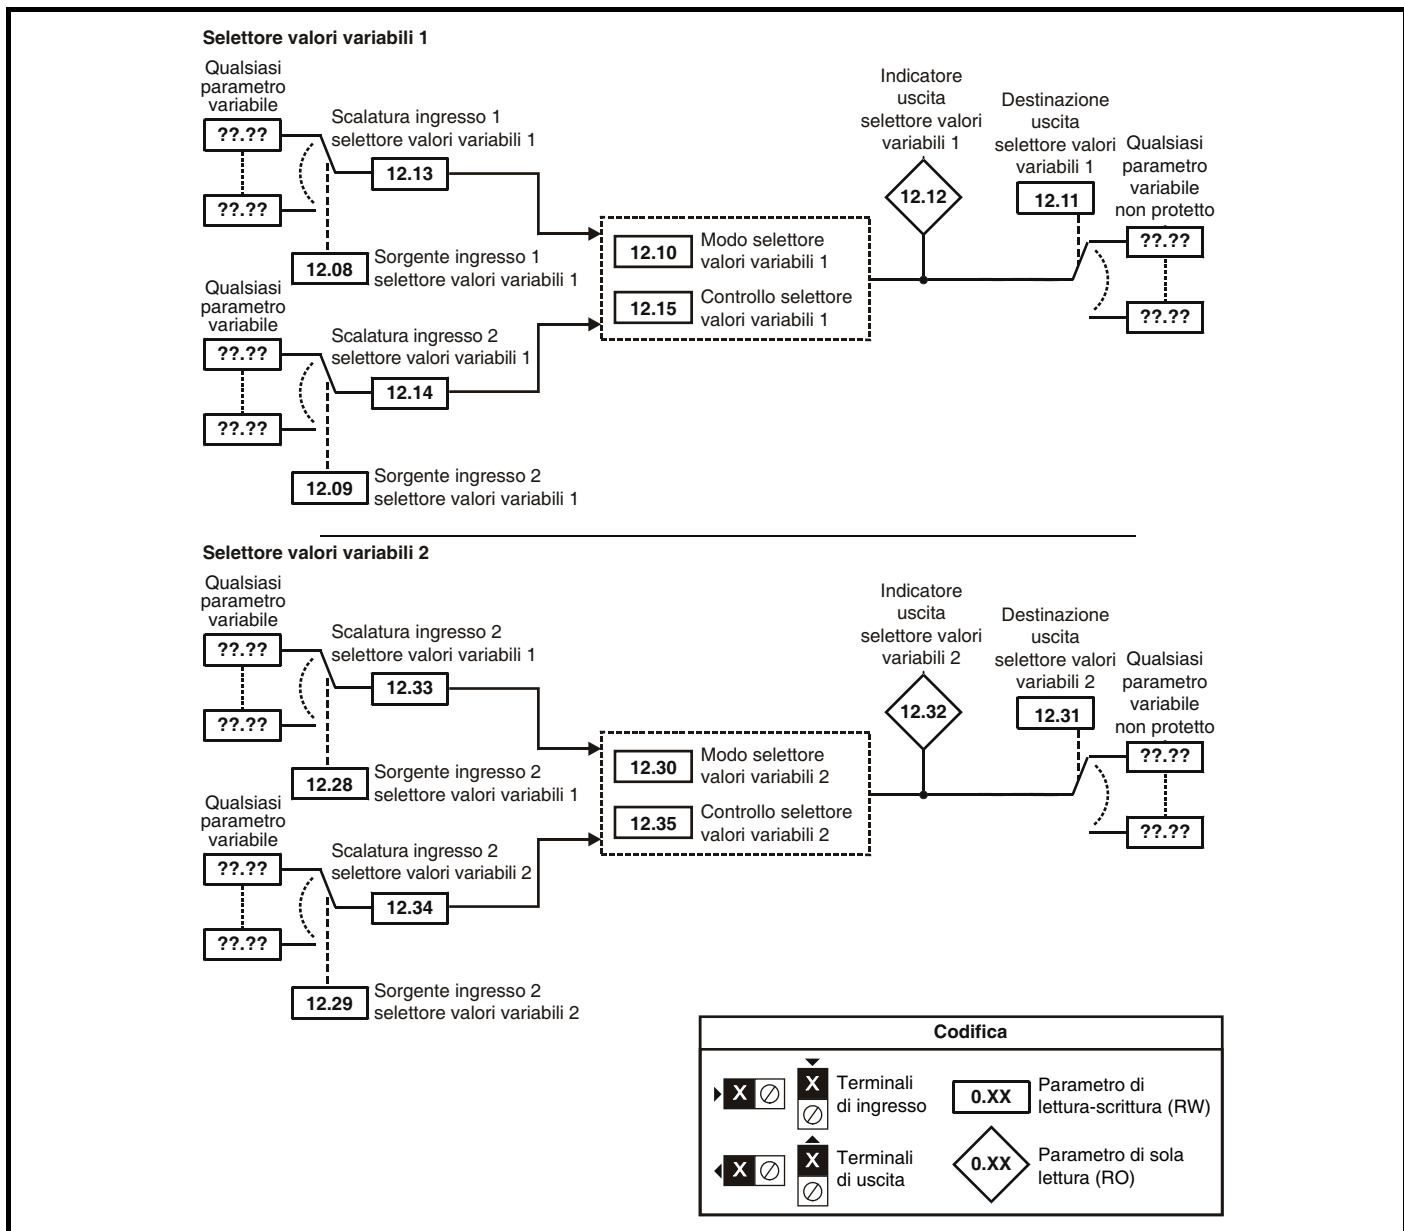 Selettore valori variabili 1
Qualsiasi
parametro
variabile
??.??
??.??
Scalatura ingresso 1
selettore valori variabili 1
12.13
12.08
Sorgente ingresso 1
selettore valori variabili 1
Qualsiasi
parametro
variabile
??.??
??.??
Scalatura ingresso 2
selettore valori variabili 1
12.14
12.09
Sorgente ingresso 2
selettore valori variabili 1
12.10
Modo selettore
valori variabili 1
12.15
Controllo selettore
valori variabili 1
Indicatore
uscita
selettore valori
variabili 1
12.12
Destinazione
uscita
selettore valori
variabili 1
12.11
Qualsiasi
parametro
variabile
non protetto
??.??
??.??
Selettore valori variabili 2
Qualsiasi
parametro
variabile
??.??
??.??
Scalatura ingresso 2
selettore valori variabili 1
12.33
12.28
Sorgente ingresso 2
selettore valori variabili 1
Qualsiasi
parametro
variabile
??.??
??.??
Scalatura ingresso 2
selettore valori variabili 2
12.34
12.29
Sorgente ingresso 2
selettore valori variabili 2
12.30
Modo selettore
valori variabili 2
12.35
Controllo selettore
valori variabili 2
Indicatore
uscita
selettore valori
variabili 2
12.32
Destinazione
uscita
selettore valori
variabili 2
12.31
Qualsiasi
parametro
variabile
non protetto
??.??
??.??
Codifica
X
X
Terminali
di ingresso
0.XX
Parametro di
lettura-scrittura (RW)
X
X
Terminali
di uscita
0.XX
Parametro di sola
lettura (RO)